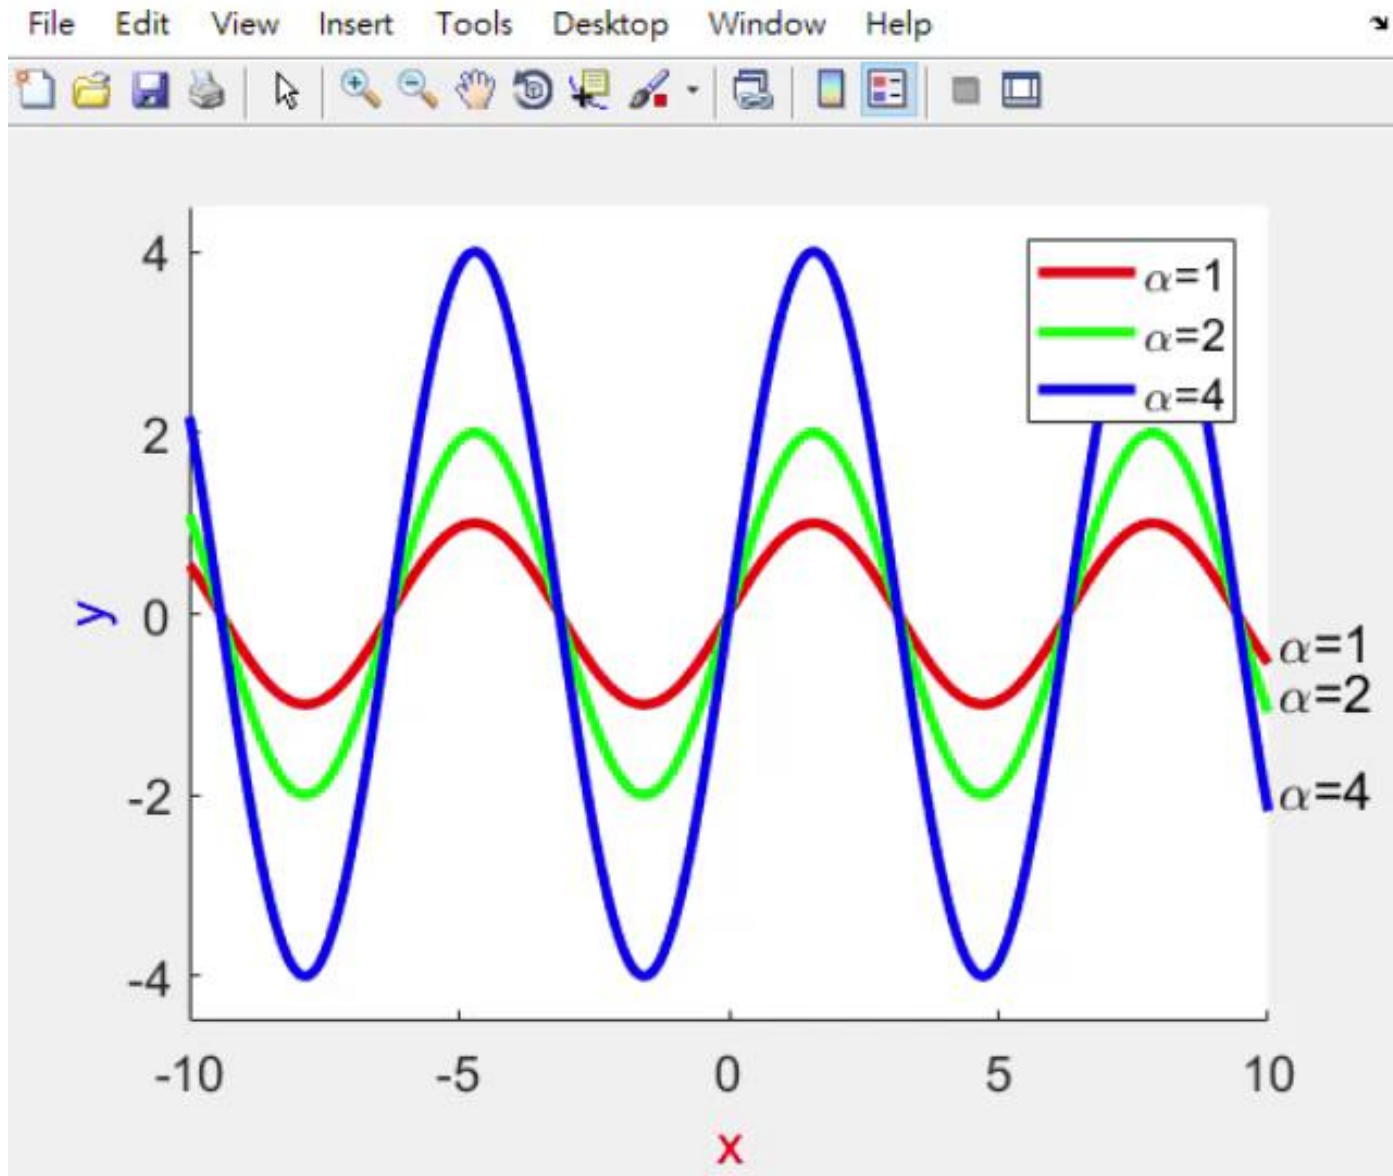 File Edit View Insert Tools Desktop Window Help
4
α=1
α=2
α=4
2
y
0
α=1
α=2
-2
α=4
-4
-10 -5 0 5 10
x